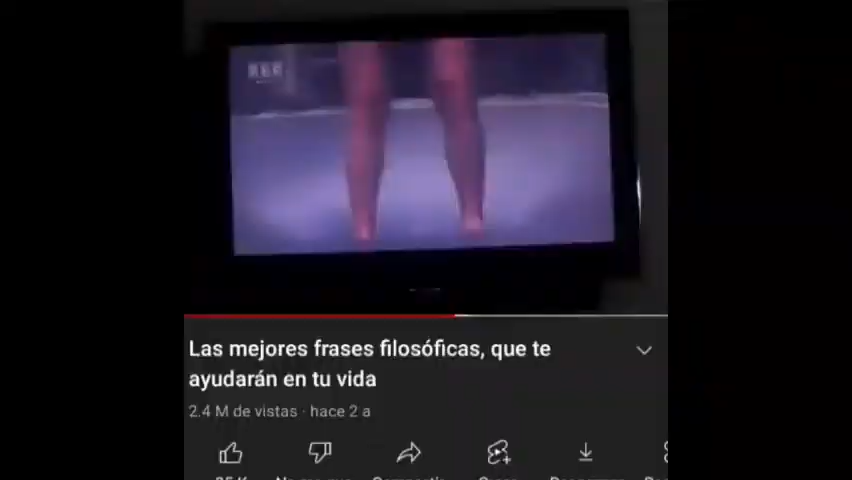 Las mejores frases filosóficas, que te
ayudarán en tu vida
2.4 M de vistas · hace 2 a